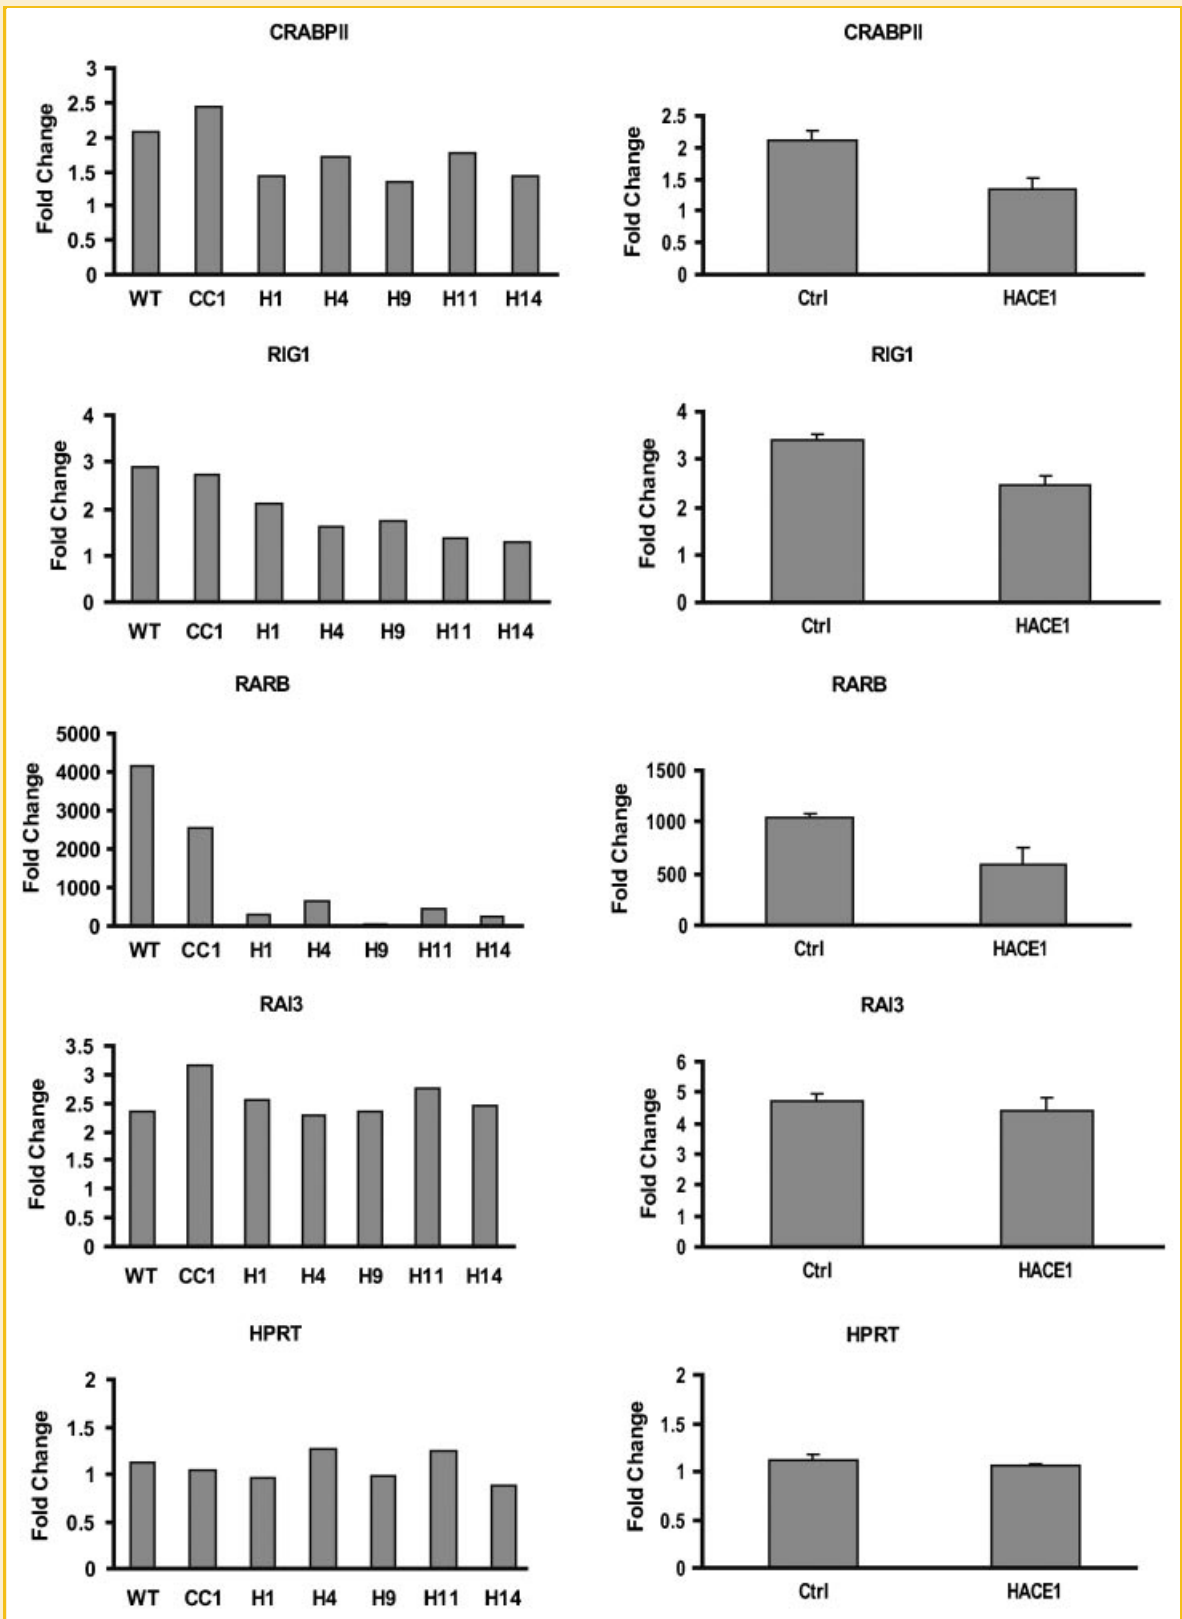 CRABPII
Fold Change
3
2.5
2
1.5
1
0.5
0
WT CC1 H1 H4 H9 H11 H14
CRABPII
Fold Change
2.5
2
1.5
1
0.5
0
Ctrl HACE1
RIG1
Fold Change
4
3
2
1
0
WT CC1 H1 H4 H9 H11 H14
RIG1
Fold Change
4
3
2
1
0
Ctrl HACE1
RARB
Fold Change
5000
4000
3000
2000
1000
0
WT CC1 H1 H4 H9 H11 H14
RARB
Fold Change
1500
1000
500
0
Ctrl HACE1
RAI3
Fold Change
3.5
3
2.5
2
1.5
1
0.5
0
WT CC1 H1 H4 H9 H11 H14
RAI3
Fold Change
6
5
4
3
2
1
0
Ctrl HACE1
HPRT
Fold Change
2
1.5
1
0.5
0
WT CC1 H1 H4 H9 H11 H14
HPRT
Fold Change
2
1.5
1
0.5
0
Ctrl HACE1